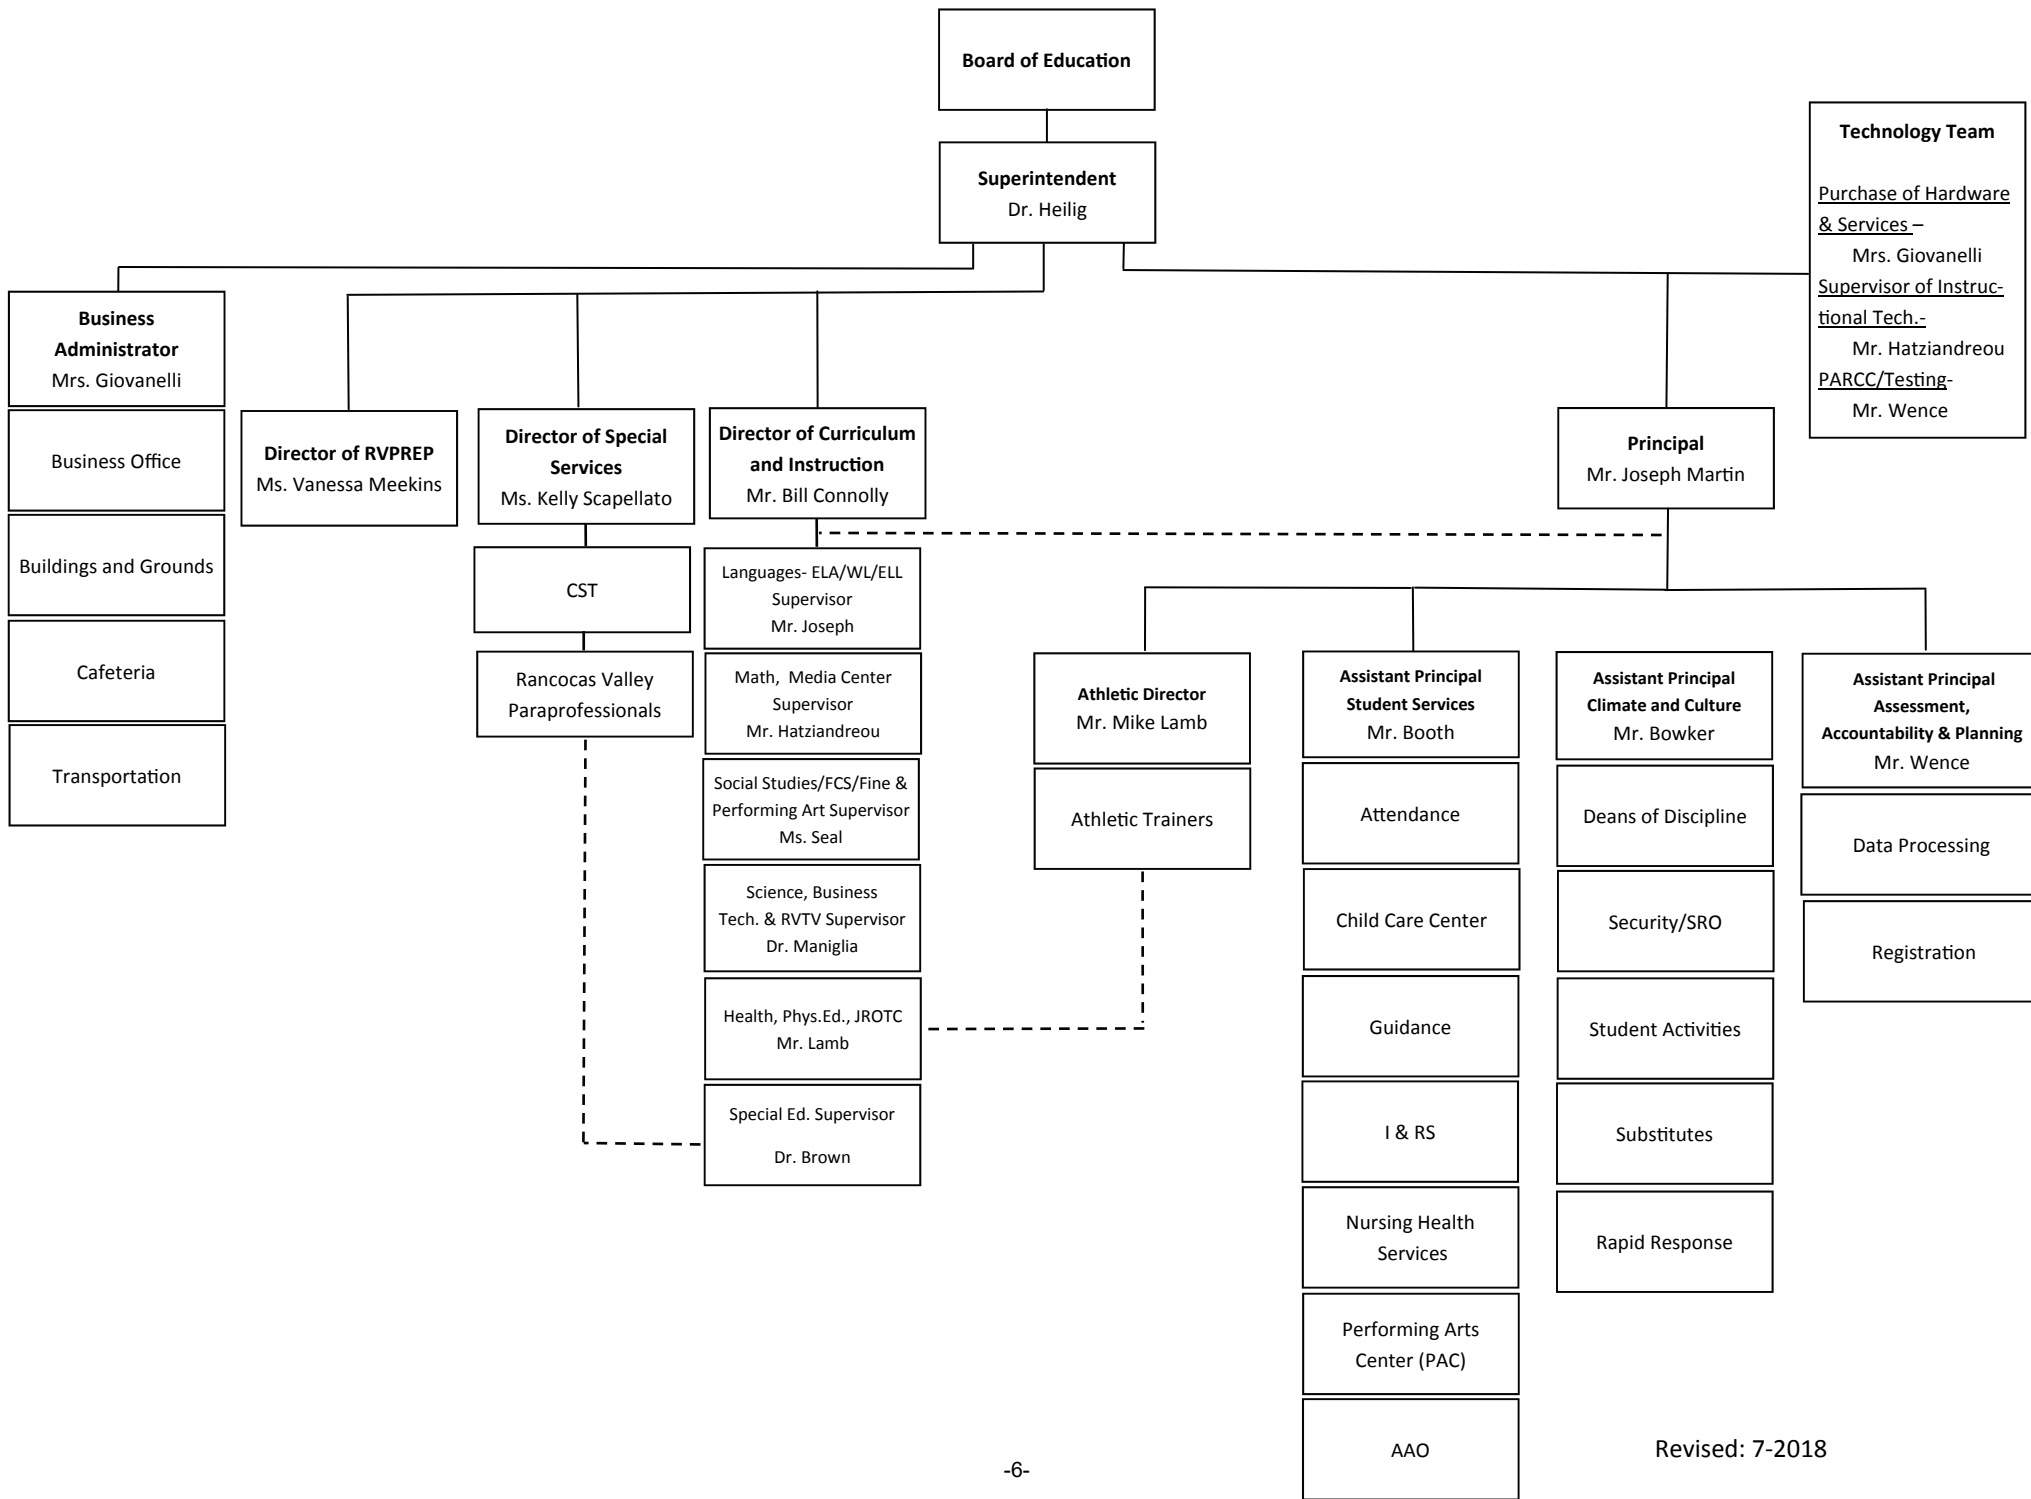 Board of Education
Superintendent
Dr. Heilig
Technology Team
Purchase of Hardware
& Services –
Mrs. Giovanelli
Supervisor of Instruc-
tional Tech.-
Mr. Hatziandreou
PARCC/Testing-
Mr. Wence
Business
Administrator
Mrs. Giovanelli
Business Office
Buildings and Grounds
Cafeteria
Transportation
Director of RVPREP
Ms. Vanessa Meekins
Director of Special
Services
Ms. Kelly Scapellato
CST
Rancocas Valley
Paraprofessionals
Director of Curriculum
and Instruction
Mr. Bill Connolly
Languages- ELA/WL/ELL
Supervisor
Mr. Joseph
Math, Media Center
Supervisor
Mr. Hatziandreou
Social Studies/FCS/Fine &
Performing Art Supervisor
Ms. Seal
Science, Business
Tech. & RVTV Supervisor
Dr. Maniglia
Health, Phys.Ed., JROTC
Mr. Lamb
Special Ed. Supervisor
Dr. Brown
Principal
Mr. Joseph Martin
Athletic Director
Mr. Mike Lamb
Athletic Trainers
Assistant Principal
Student Services
Mr. Booth
Attendance
Child Care Center
Guidance
I & RS
Nursing Health
Services
Performing Arts
Center (PAC)
AAO
Assistant Principal
Climate and Culture
Mr. Bowker
Deans of Discipline
Security/SRO
Student Activities
Substitutes
Rapid Response
Assistant Principal
Assessment,
Accountability & Planning
Mr. Wence
Data Processing
Registration
Revised: 7-2018
-6-